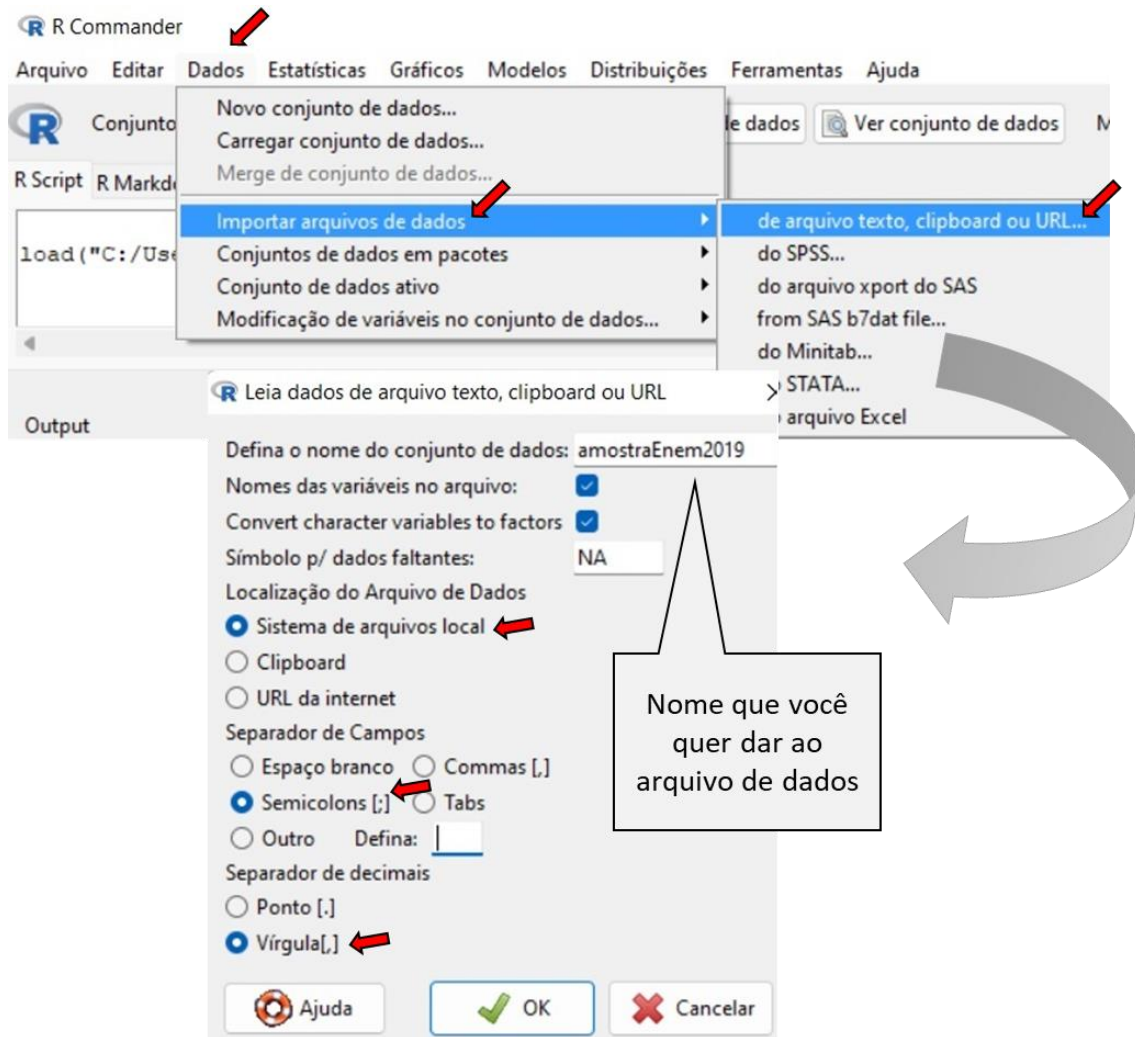 R Commander
Arquivo Editar Dados Estatísticas Gráficos Modelos Distribuições Ferramentas Ajuda
Novo conjunto de dados...
Conjunto de dados Ver conjunto de dados
Carregar conjunto de dados...
R Script Merge de conjunto de dados...
Importar arquivos de dados de arquivo texto, clipboard ou URL...
load("C:/Use Conjuntos de dados em pacotes do SPSS...
Conjunto de dados ativo do arquivo xport do SAS
Modificação de variáveis no conjunto de dados... from SAS b7dat file...
do Minitab...
STATA...
arquivo Excel
Output
Leia dados de arquivo texto, clipboard ou URL
Defina o nome do conjunto de dados: amostraEnem2019
Nomes das variáveis no arquivo:
Convert character variables to factors
Símbolo p/ dados faltantes: NA
Localização do Arquivo de Dados
Sistema de arquivos local
Clipboard
URL da internet
Separador de Campos
Espaço branco Commas [,]
Semicolons [;] Tabs
Outro Defina:
Separador de decimais
Ponto [.]
Vírgula[,]
Ajuda OK Cancelar
Nome que você
quer dar ao
arquivo de dados